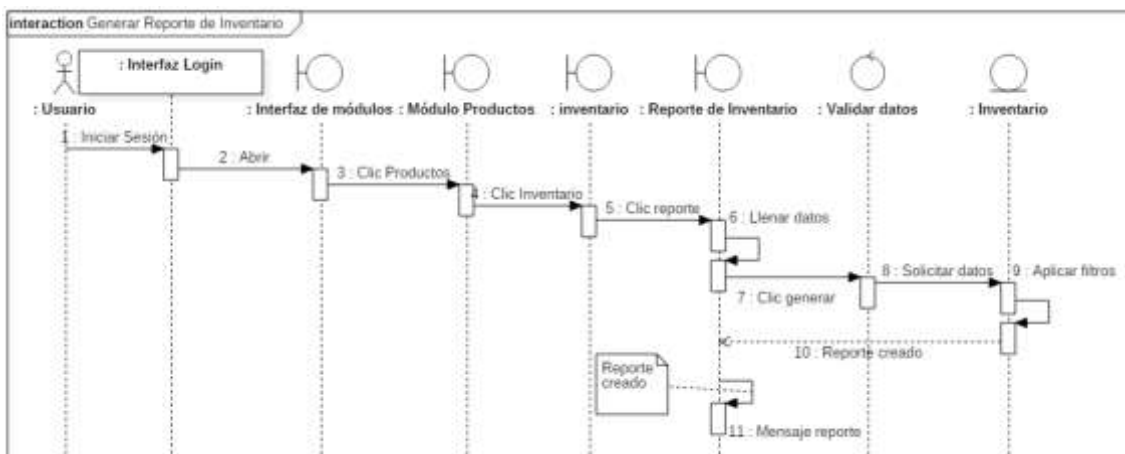 interaction Generar Reporte de Inventario
: Interfaz Login
: Usuario
: Interfaz de módulos
: Módulo Productos
: inventario
: Reporte de Inventario
: Validar datos
: Inventario
1 : Iniciar Sesión
2 : Abrir
3 : Clic Productos
4 : Clic Inventario
5 : Clic reporte
6 : Llenar datos
7 : Clic generar
8 : Solicitar datos
9 : Aplicar filtros
10 : Reporte creado
Reporte
creado
11 : Mensaje reporte